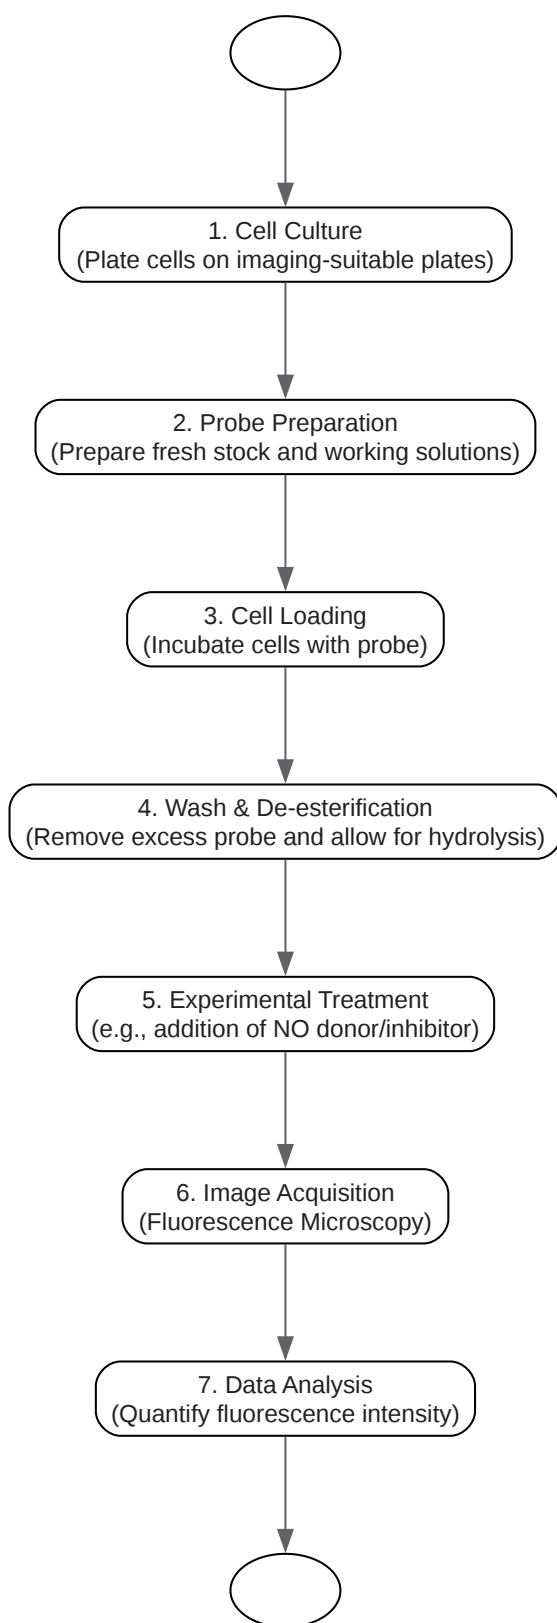 1. Cell Culture
(Plate cells on imaging-suitable plates)
2. Probe Preparation
(Prepare fresh stock and working solutions)
3. Cell Loading
(Incubate cells with probe)
4. Wash & De-esterification
(Remove excess probe and allow for hydrolysis)
5. Experimental Treatment
(e.g., addition of NO donor/inhibitor)
6. Image Acquisition
(Fluorescence Microscopy)
7. Data Analysis
(Quantify fluorescence intensity)